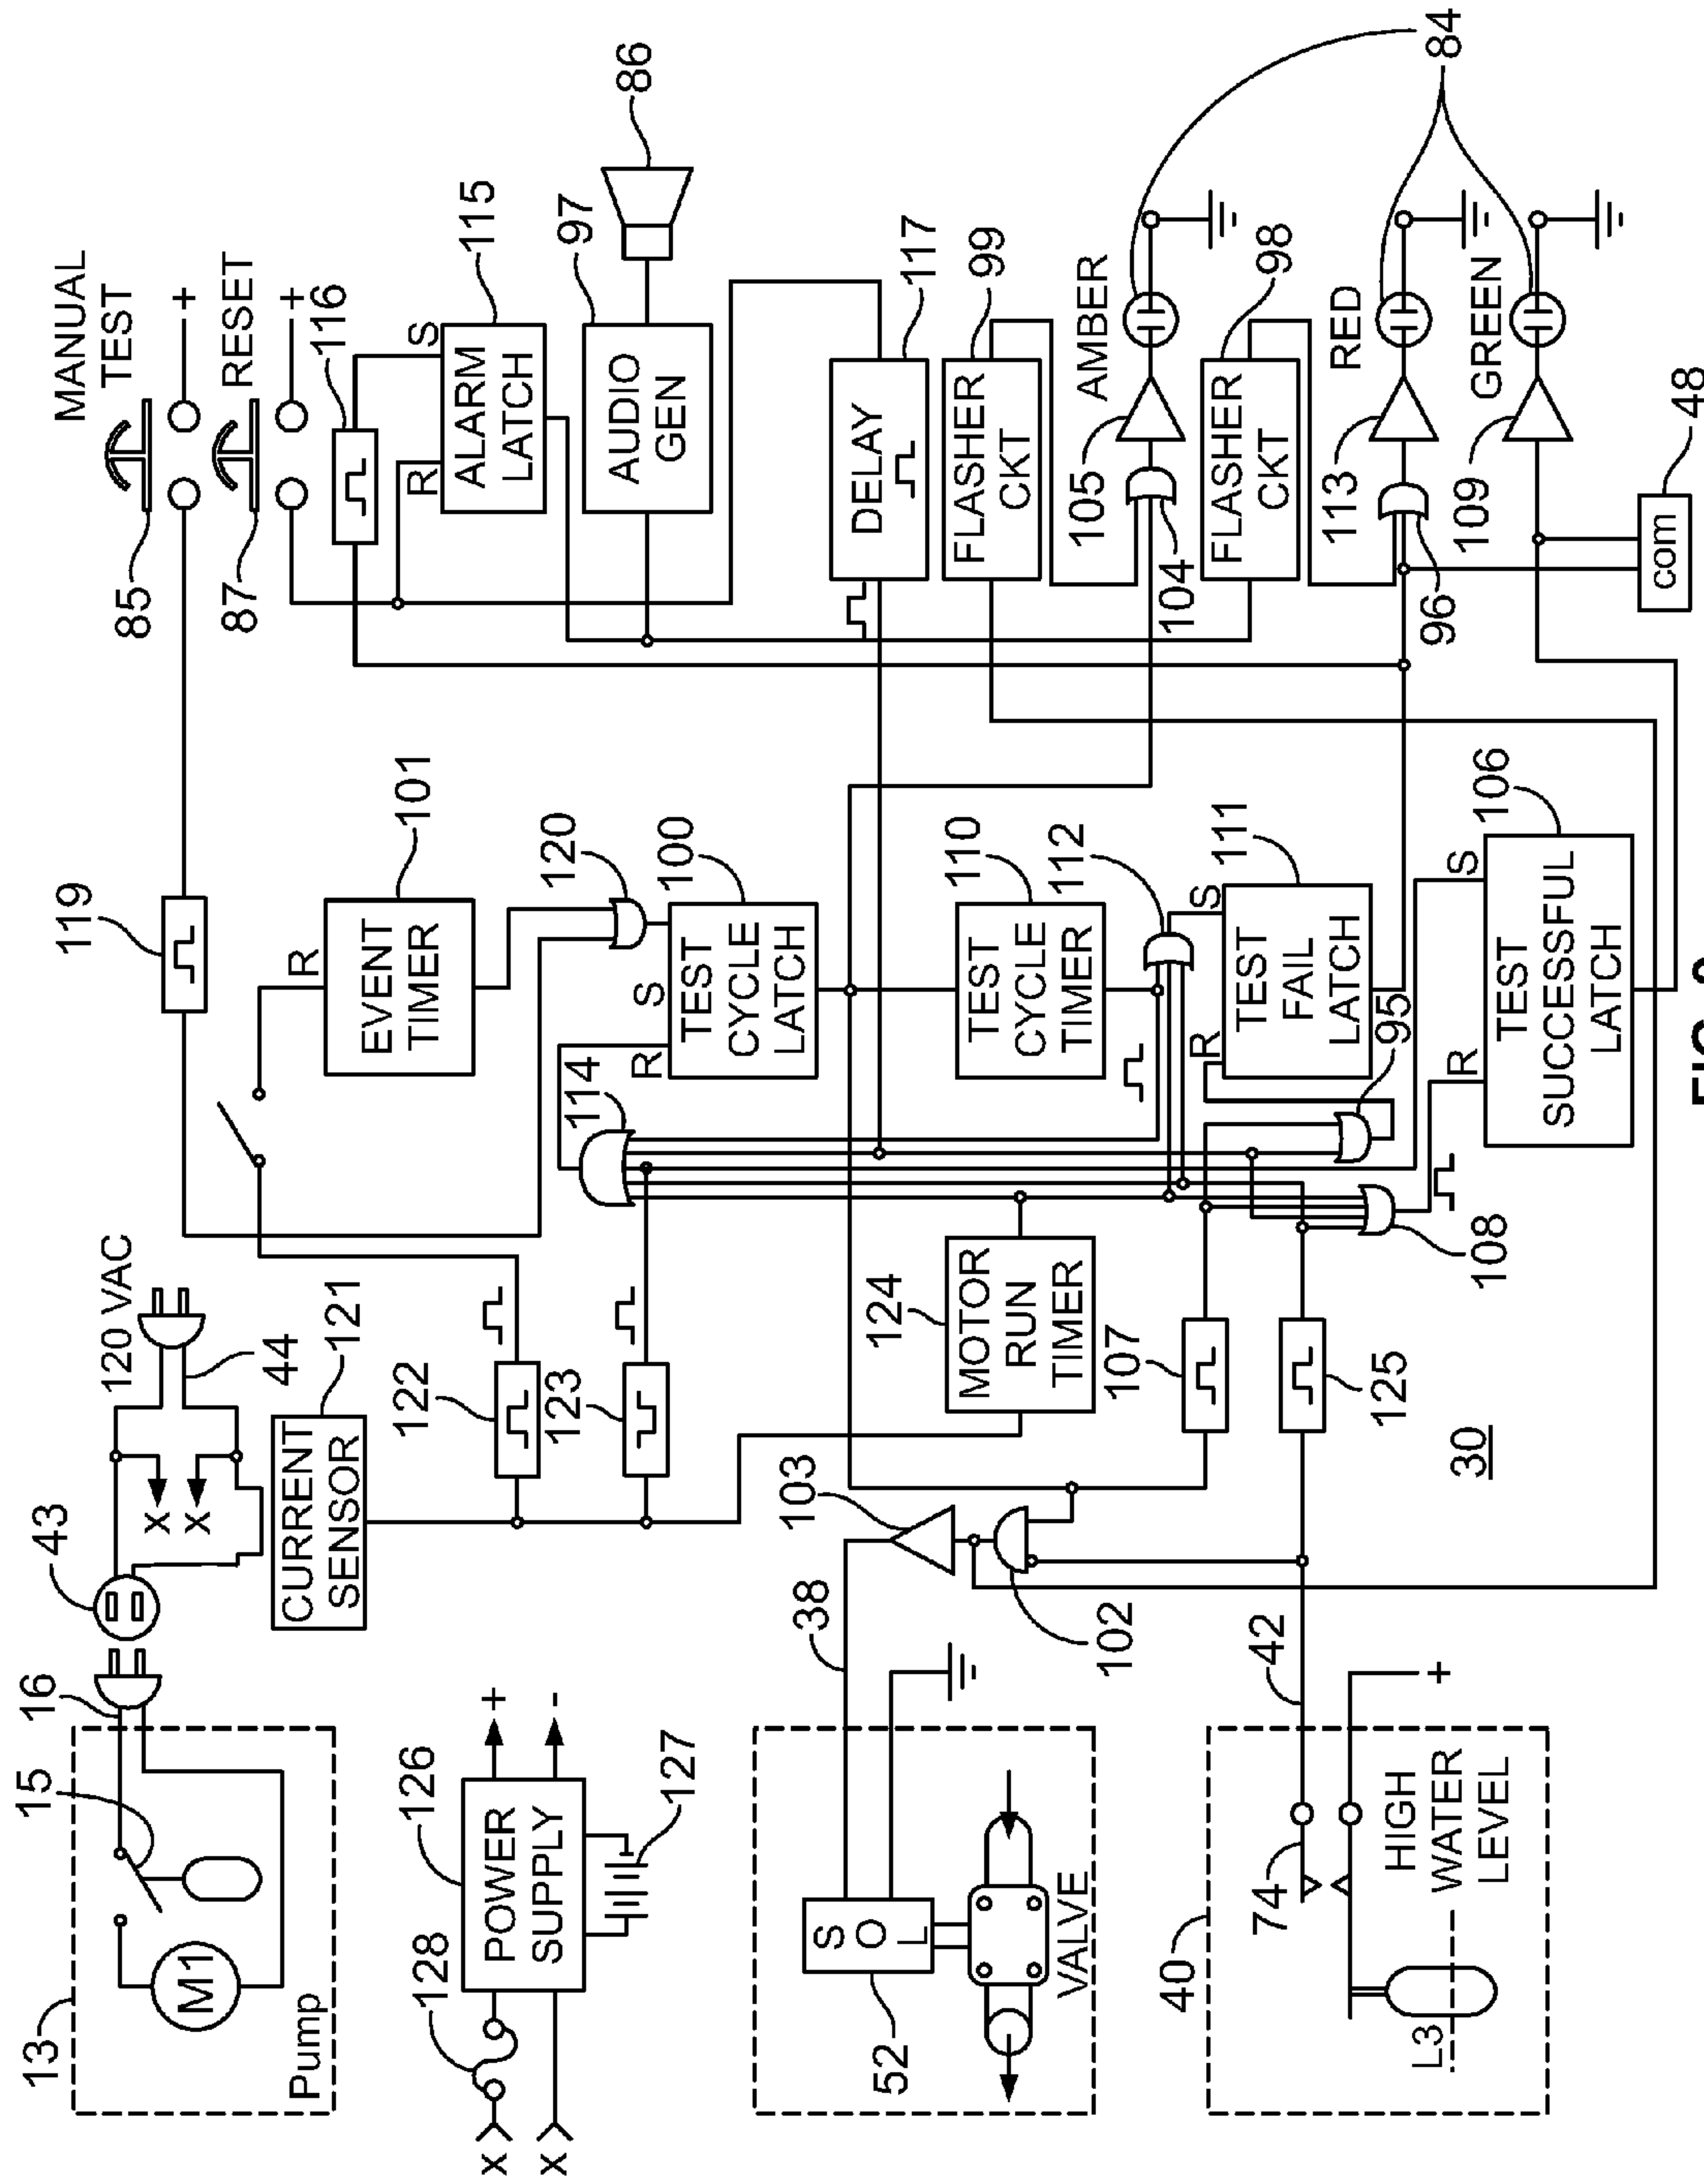 MANUAL
TEST
85
+
RESET
87
+
116
119
S
R
ALARM
LATCH
115
AUDIO
GEN
97
86
DELAY
117
FLASHER
CKT
99
AMBER
105
104
FLASHER
CKT
98
RED
113
96
GREEN
109
84
com
48
R
EVENT
TIMER
101
120
S
R
TEST
CYCLE
LATCH
100
114
TEST
CYCLE
TIMER
110
112
S
R
TEST
FAIL
LATCH
111
95
S
R
TEST
SUCCESSFUL
LATCH
106
108
120 VAC
44
43
X
X
CURRENT
SENSOR
121
122
123
MOTOR
RUN
TIMER
124
107
125
103
102
30
38
42
16
15
13
M1
Pump
POWER
SUPPLY
126
+
-
127
128
X
X
S
O
L
52
VALVE
40
74
+
HIGH
WATER
LEVEL
L3